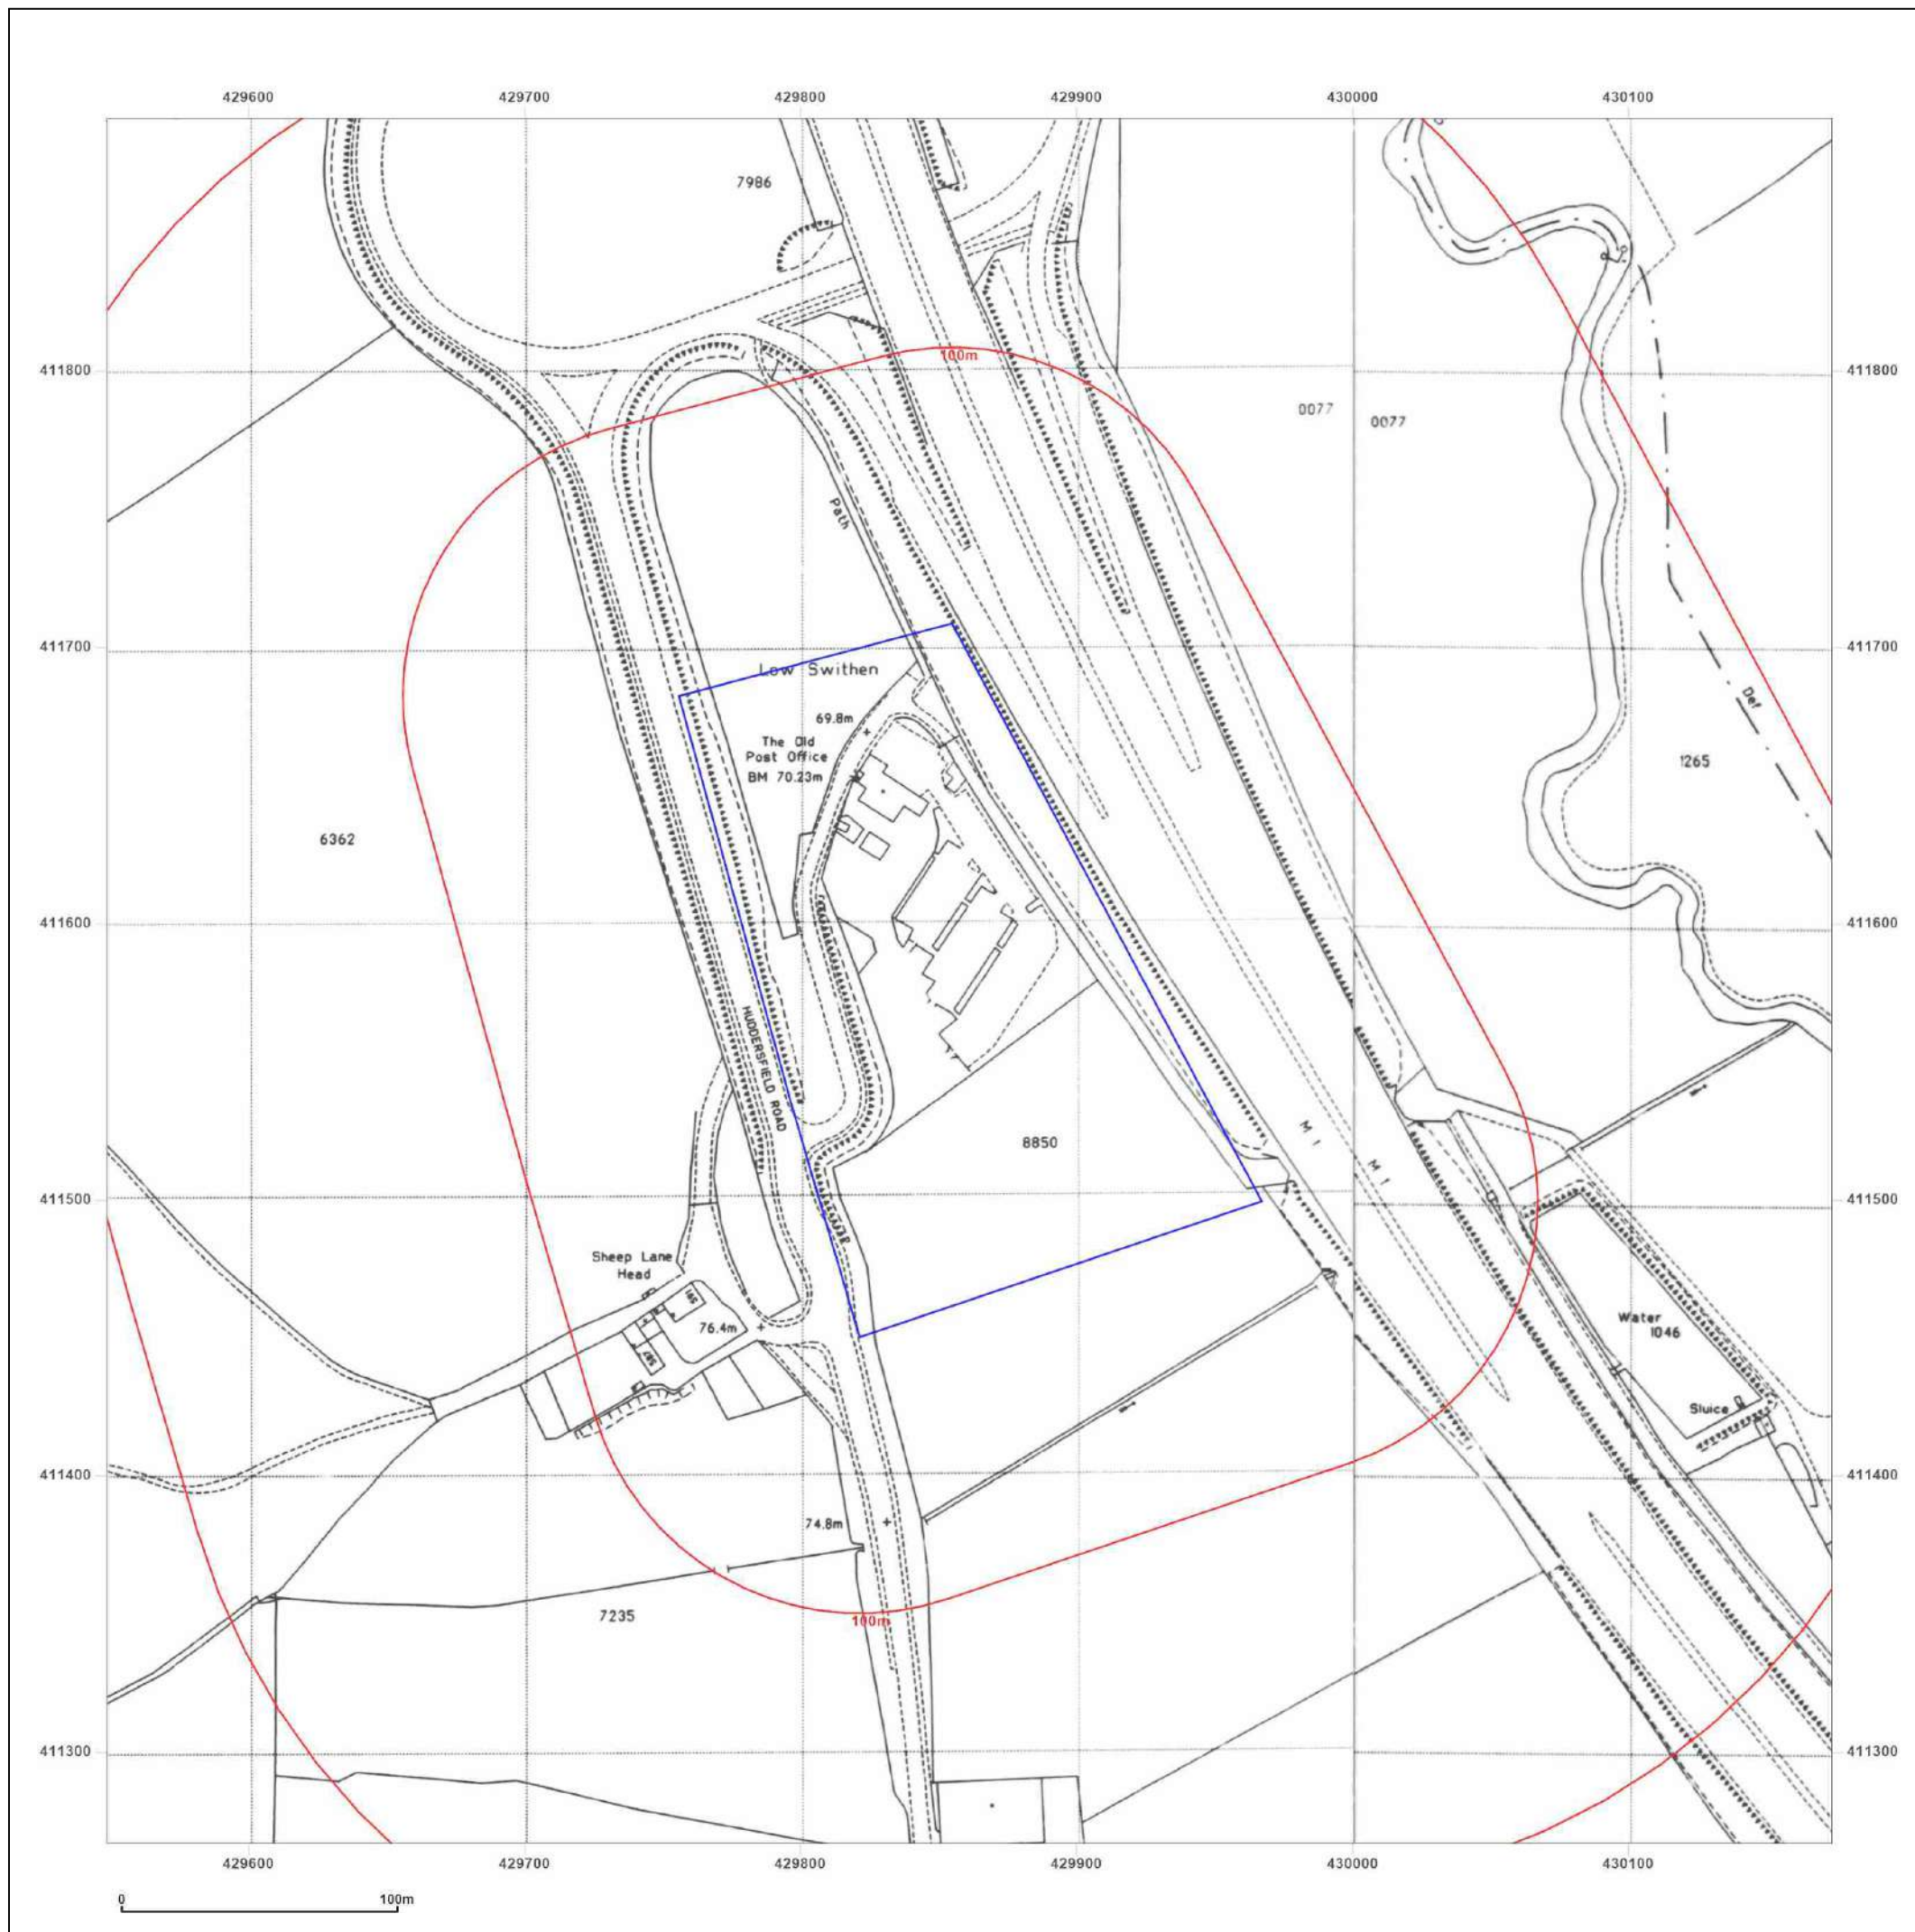 429600 429700 429800 429900 430000 430100
7986
100m
411800 411800
0077
0077
Path
411700 411700
Low Swithen
Def
69.8m
The Old
Post Office
BM 70.23m
1265
6362
411600 411600
HUDDERSFIELD ROAD
M 1
8850
M 1
411500 411500
Sheep Lane
Head
591
76.4m
587
Water
1046
Sluice
411400 411400
74.8m
7235
100m
411300 411300
429600 429700 429800 429900 430000 430100
0 100m